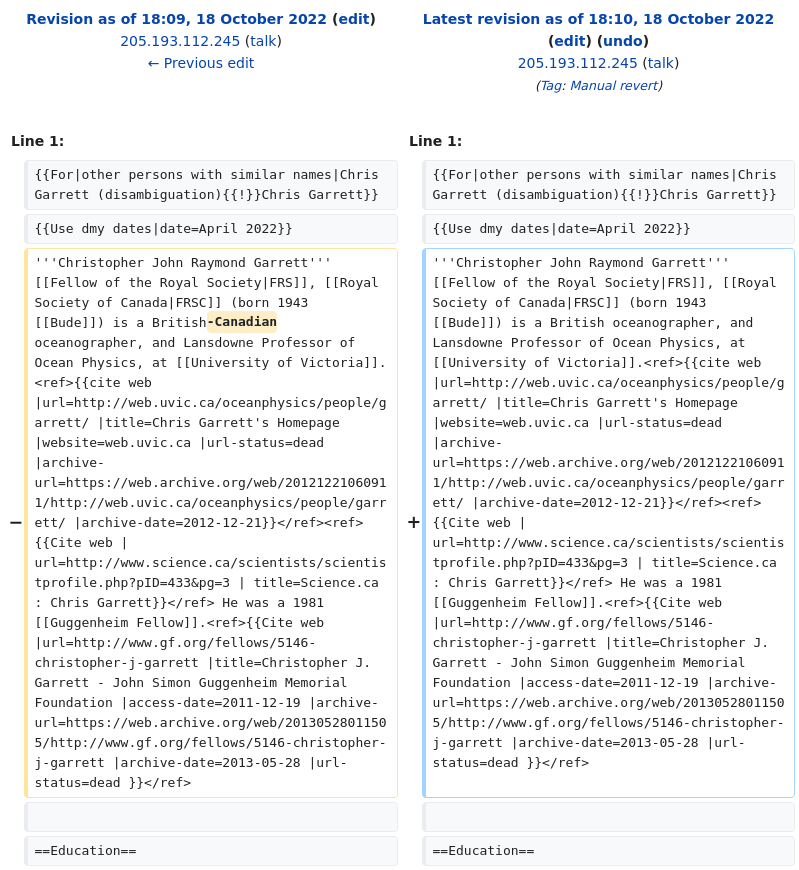 Revision as of 18:09, 18 October 2022 (edit)
205.193.112.245 (talk)
← Previous edit
Latest revision as of 18:10, 18 October 2022
(edit) (undo)
205.193.112.245 (talk)
(Tag: Manual revert)
Line 1:
{{For|other persons with similar names|Chris
Garrett (disambiguation){{!}}Chris Garrett}}
{{Use dmy dates|date=April 2022}}
−
'''Christopher John Raymond Garrett'''
[[Fellow of the Royal Society|FRS]], [[Royal
Society of Canada|FRSC]] (born 1943
[[Bude]]) is a British-Canadian
oceanographer, and Lansdowne Professor of
Ocean Physics, at [[University of Victoria]].
<ref>{{cite web
|url=http://web.uvic.ca/oceanphysics/people/g
arrett/ |title=Chris Garrett's Homepage
|website=web.uvic.ca |url-status=dead
|archive-
url=https://web.archive.org/web/2012122106091
1/http://web.uvic.ca/oceanphysics/people/garr
ett/ |archive-date=2012-12-21}}</ref><ref>
{{Cite web |
url=http://www.science.ca/scientists/scientis
tprofile.php?pID=433&pg=3 | title=Science.ca
: Chris Garrett}}</ref> He was a 1981
[[Guggenheim Fellow]].<ref>{{Cite web
|url=http://www.gf.org/fellows/5146-
christopher-j-garrett |title=Christopher J.
Garrett - John Simon Guggenheim Memorial
Foundation |access-date=2011-12-19 |archive-
url=https://web.archive.org/web/2013052801150
5/http://www.gf.org/fellows/5146-christopher-
j-garrett |archive-date=2013-05-28 |url-
status=dead }}</ref>
==Education==
Line 1:
{{For|other persons with similar names|Chris
Garrett (disambiguation){{!}}Chris Garrett}}
{{Use dmy dates|date=April 2022}}
+
'''Christopher John Raymond Garrett'''
[[Fellow of the Royal Society|FRS]], [[Royal
Society of Canada|FRSC]] (born 1943
[[Bude]]) is a British oceanographer, and
Lansdowne Professor of Ocean Physics, at
[[University of Victoria]].<ref>{{cite web
|url=http://web.uvic.ca/oceanphysics/people/g
arrett/ |title=Chris Garrett's Homepage
|website=web.uvic.ca |url-status=dead
|archive-
url=https://web.archive.org/web/2012122106091
1/http://web.uvic.ca/oceanphysics/people/garr
ett/ |archive-date=2012-12-21}}</ref><ref>
{{Cite web |
url=http://www.science.ca/scientists/scientis
tprofile.php?pID=433&pg=3 | title=Science.ca
: Chris Garrett}}</ref> He was a 1981
[[Guggenheim Fellow]].<ref>{{Cite web
|url=http://www.gf.org/fellows/5146-
christopher-j-garrett |title=Christopher J.
Garrett - John Simon Guggenheim Memorial
Foundation |access-date=2011-12-19 |archive-
url=https://web.archive.org/web/2013052801150
5/http://www.gf.org/fellows/5146-christopher-
j-garrett |archive-date=2013-05-28 |url-
status=dead }}</ref>
==Education==